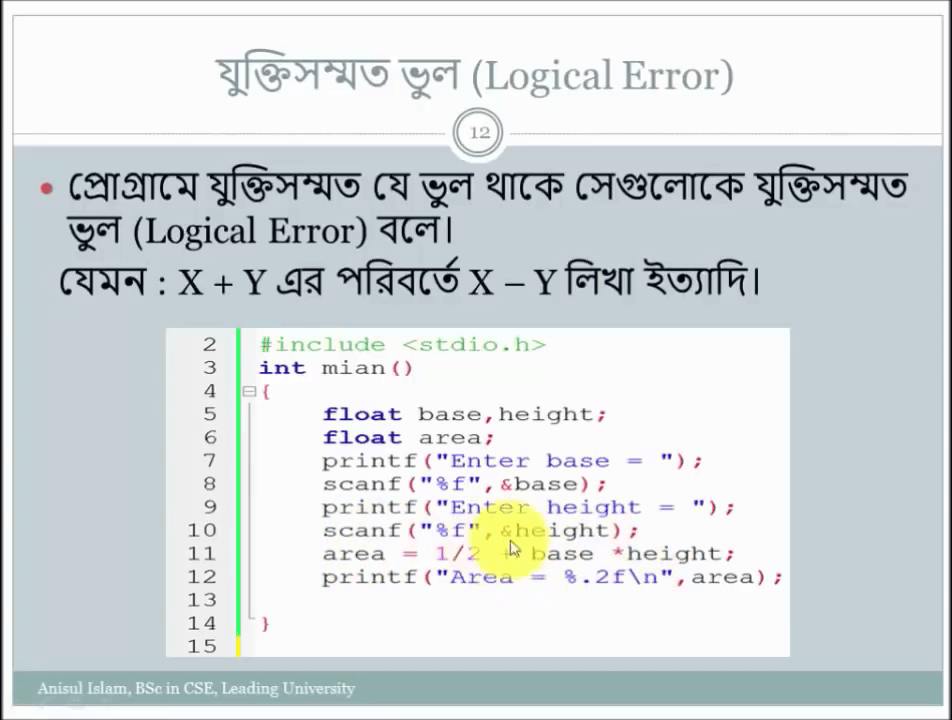 যুক্তিসম্মত ভুল (Logical Error)
12
• প্রোগ্রামে যুক্তিসম্মত যে ভুল থাকে সেগুলোকে যুক্তিসম্মত
ভুল (Logical Error) বলে।
যেমন : X + Y এর পরিবর্তে X – Y লিখা ইত্যাদি।
2 #include <stdio.h>
3 int mian()
4 {
5 float base,height;
6 float area;
7 printf("Enter base = ");
8 scanf("%f",&base);
9 printf("Enter height = ");
10 scanf("%f",&height);
11 area = 1/2 + base *height;
12 printf("Area = %.2f\n",area);
13
14 }
15
Anisul Islam, BSc in CSE, Leading University